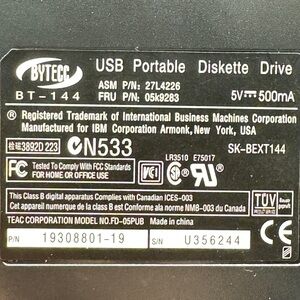 BYTECC
BT-144
USB Portable Diskette Drive
ASM P/N: 27L4226
FRU P/N: 05k9283
5V 500mA
® Registered Trademark of International Business Machines Corporation
Manufactured for IBM Corporation Armonk, New York, USA
3892D223
N533
LR3510 E75017
SK-BEXT144
Tested To Comply
With FCC Standards
FOR HOME OR OFFICE USE
This Class B digital apparatus complies with Canadian ICES-003
Cet appareil numérique de la classe B est conforme à la norme NMB-003 du Canada
TEAC CORPORATION MODEL NO.FD-05PUB
P/N 19308801-19
S/N U356244
TÜV